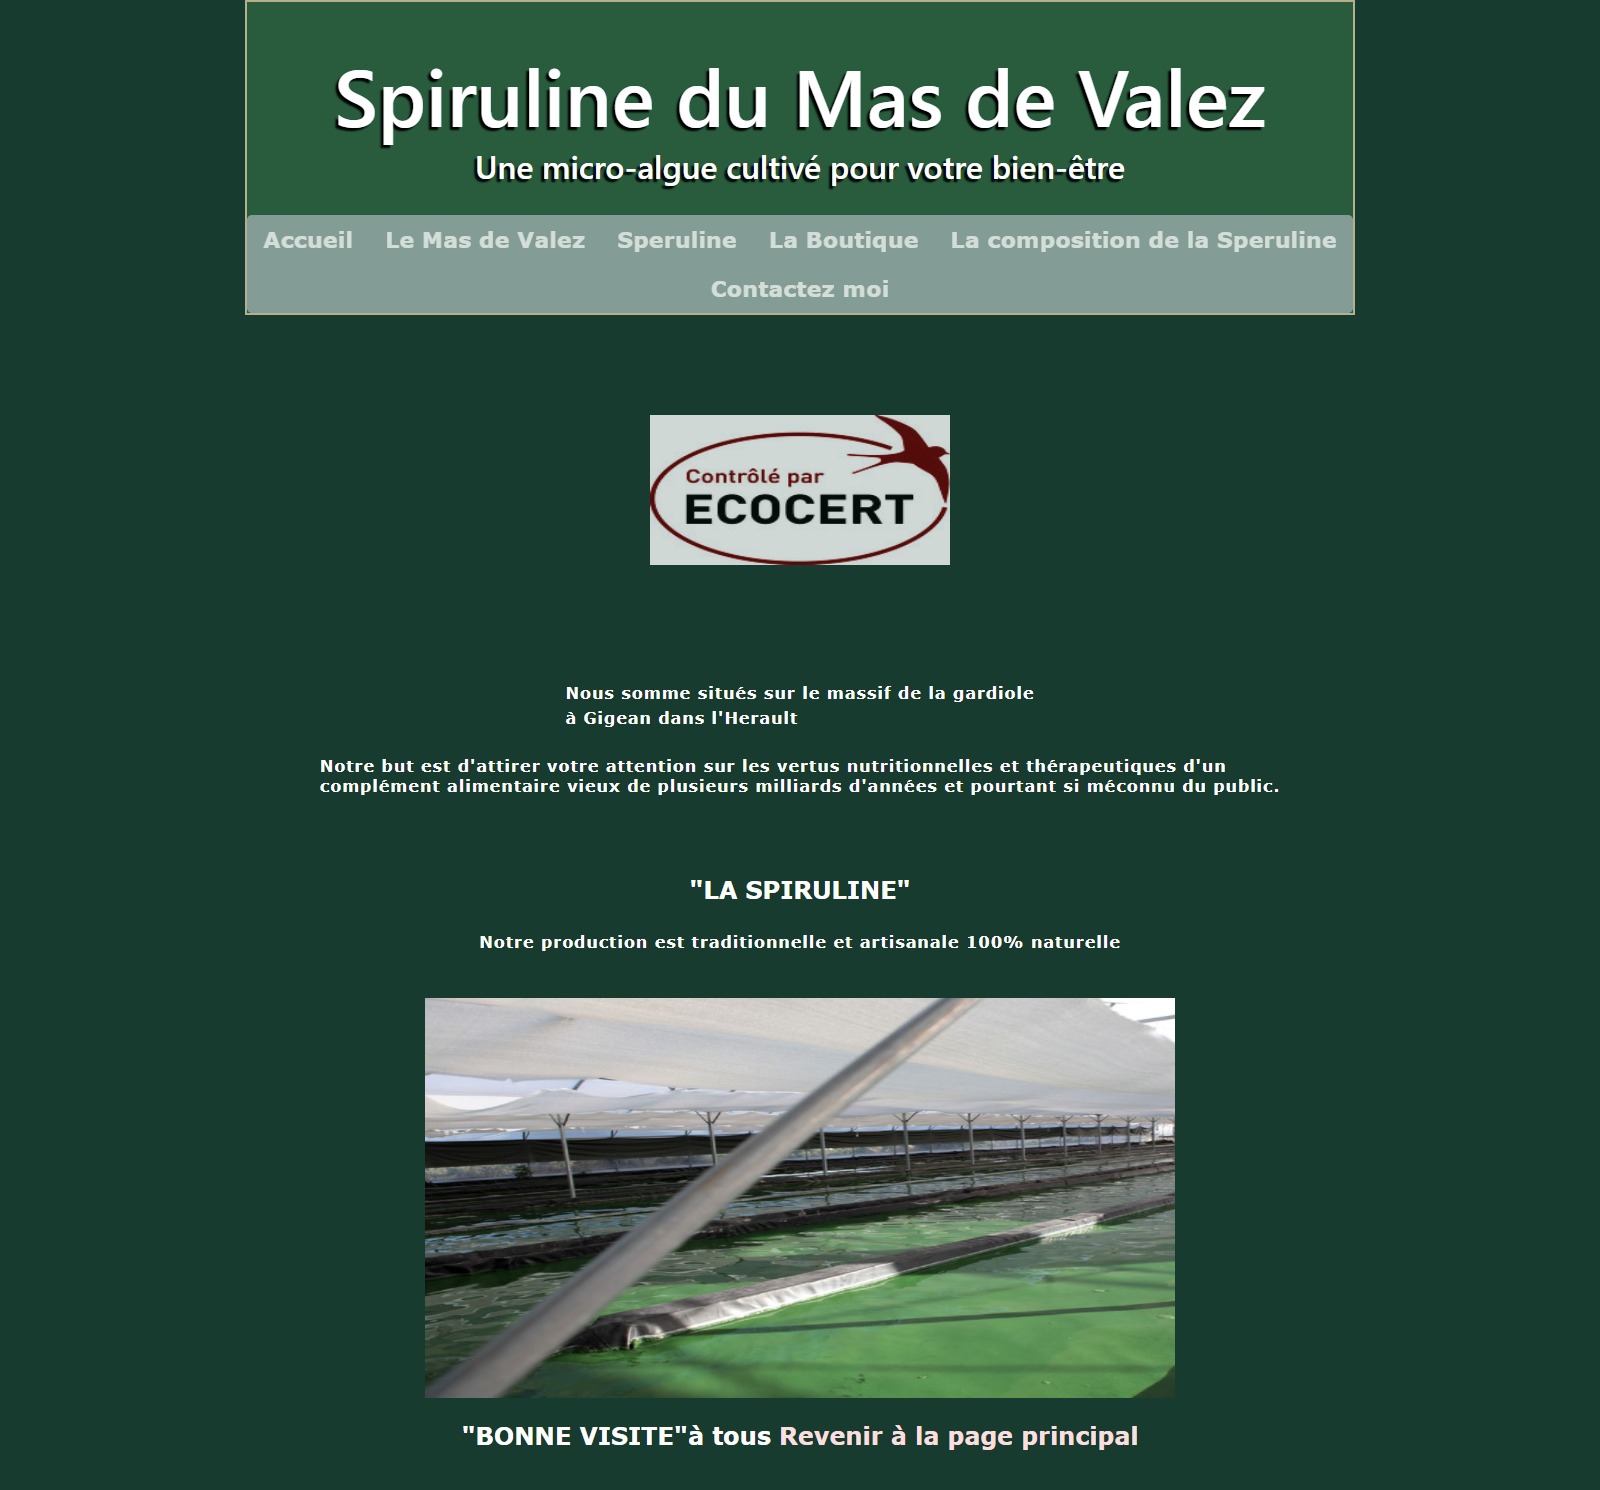 Spiruline du Mas de Valez
Une micro-algue cultivé pour votre bien-être
Accueil Le Mas de Valez Speruline La Boutique La composition de la Speruline
Contactez moi
Contrôlé par
ECOCERT
Nous somme situés sur le massif de la gardiole
à Gigean dans l'Herault
Notre but est d'attirer votre attention sur les vertus nutritionnelles et thérapeutiques d'un
complément alimentaire vieux de plusieurs milliards d'années et pourtant si méconnu du public.
"LA SPIRULINE"
Notre production est traditionnelle et artisanale 100% naturelle
"BONNE VISITE"à tous Revenir à la page principal